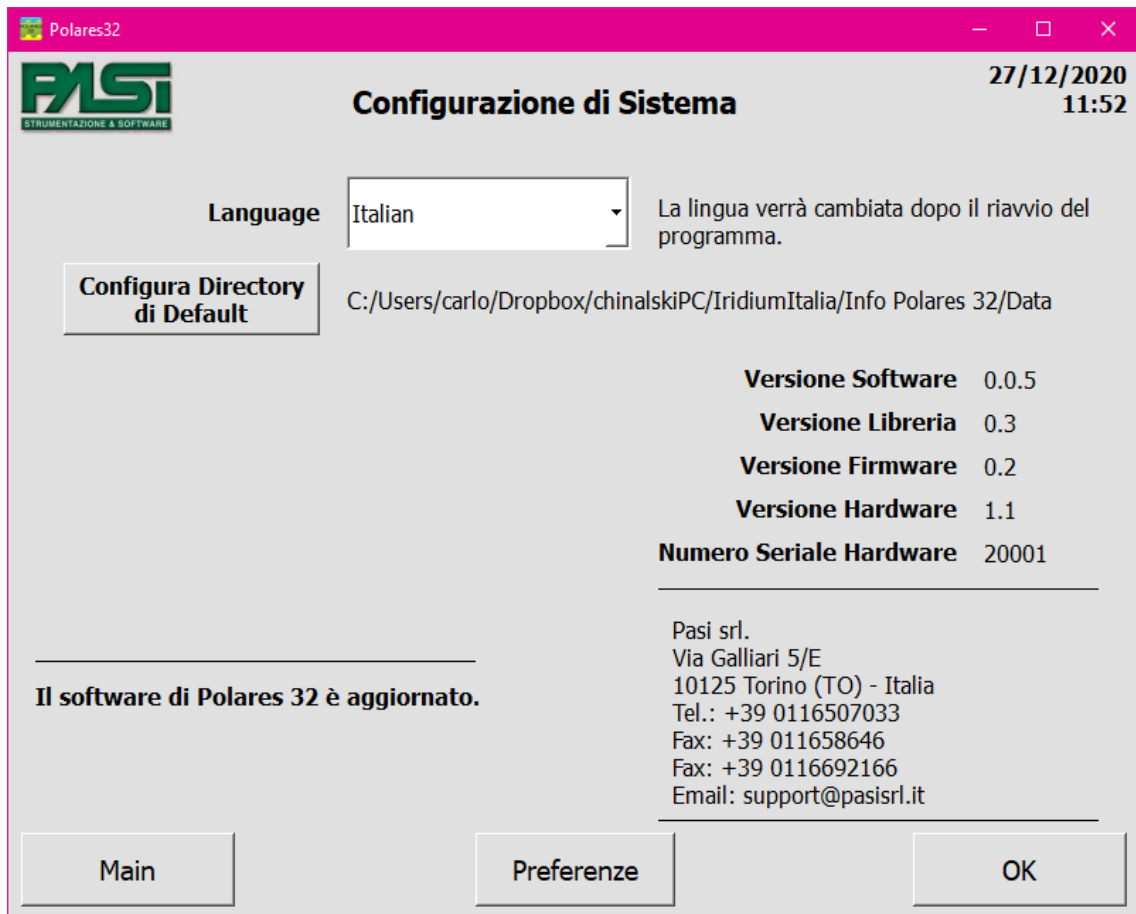 Polares32
PASI
STRUMENTAZIONE & SOFTWARE
Configurazione di Sistema
27/12/2020
11:52
Language
Italian
La lingua verrà cambiata dopo il riavvio del
programma.
Configura Directory
di Default
C:/Users/carlo/Dropbox/chinalskiPC/IridiumItalia/Info Polares 32/Data
Versione Software 0.0.5
Versione Libreria 0.3
Versione Firmware 0.2
Versione Hardware 1.1
Numero Seriale Hardware 20001
Il software di Polares 32 è aggiornato.
Pasi srl.
Via Galliari 5/E
10125 Torino (TO) - Italia
Tel.: +39 0116507033
Fax: +39 011658646
Fax: +39 0116692166
Email: support@pasisrl.it
Main
Preferenze
OK